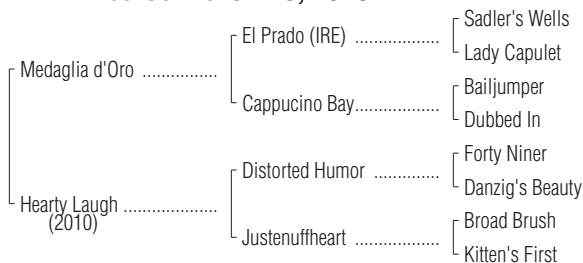 Sadler's Wells
El Prado (IRE) ...................
Lady Capulet
Medaglia d'Oro ................
Bailjumper
Cappucino Bay..................
Dubbed In
Forty Niner
Distorted Humor ..............
Danzig's Beauty
Hearty Laugh ....................
(2010)
Broad Brush
Justenuffheart ..................
Kitten's First